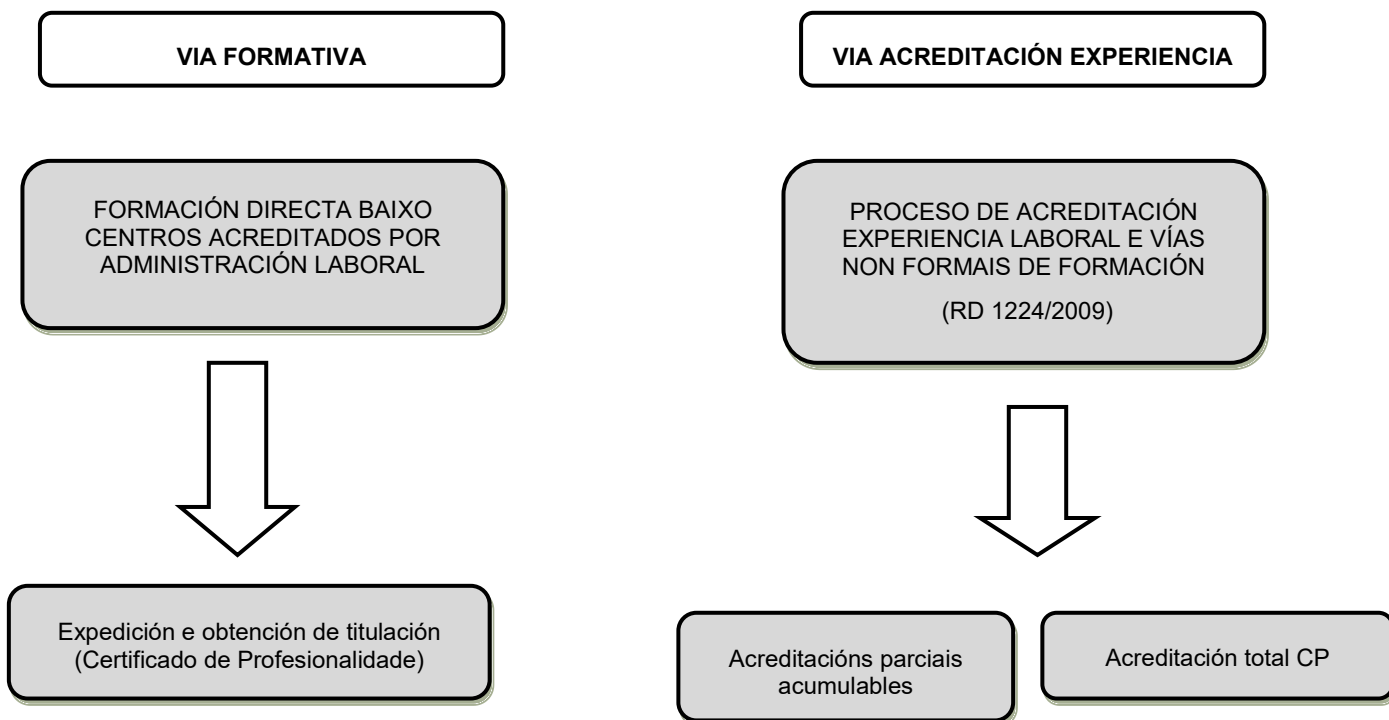 VIA FORMATIVA
VIA ACREDITACIÓN EXPERIENCIA
FORMACIÓN DIRECTA BAIXO
CENTROS ACREDITADOS POR
ADMINISTRACIÓN LABORAL
PROCESO DE ACREDITACIÓN
EXPERIENCIA LABORAL E VÍAS
NON FORMAIS DE FORMACIÓN
(RD 1224/2009)
Expedición e obtención de titulación
(Certificado de Profesionalidade)
Acreditacións parciais
acumulables
Acreditación total CP